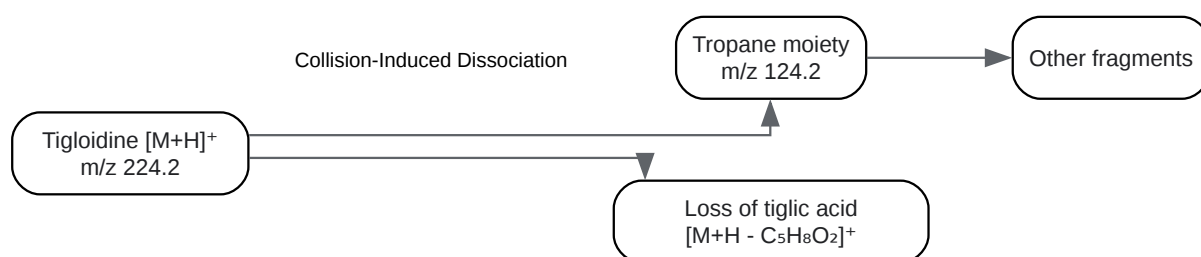 Collision-Induced Dissociation
Tropane moiety
m/z 124.2
Other fragments
Tigloidine [M+H]⁺
m/z 224.2
Loss of tiglic acid
[M+H - C₅H₈O₂]⁺